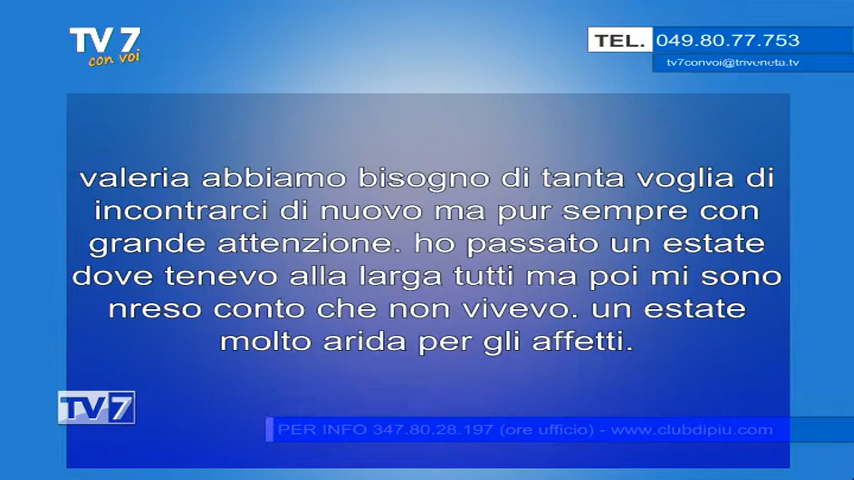 TV 7
con voi
TEL. 049.80.77.753
tv7convoi@triveneta.tv
valeria abbiamo bisogno di tanta voglia di
incontrarci di nuovo ma pur sempre con
grande attenzione. ho passato un estate
dove tenevo alla larga tutti ma poi mi sono
nreso conto che non vivevo. un estate
molto arida per gli affetti.
TV7
PER INFO 347.80.28.197 (ore ufficio) - www.clubdipiu.com